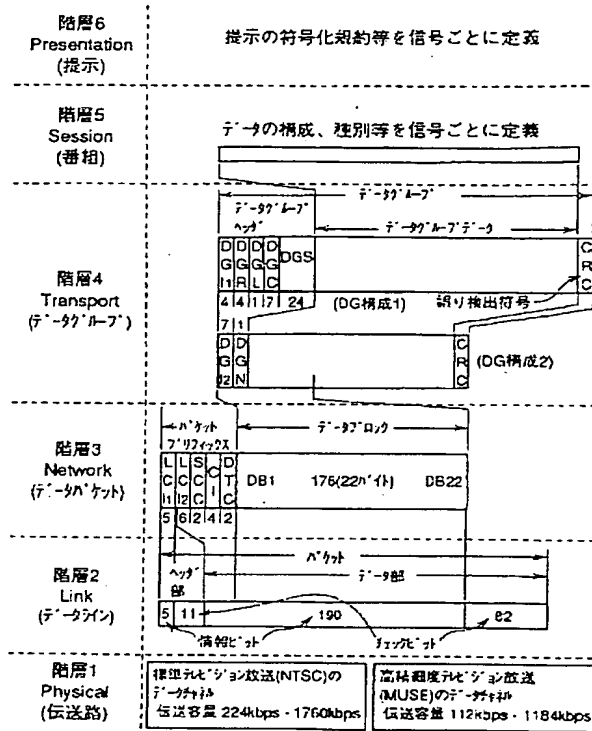 階層6
Presentation
(提示)
提示の符号化規約等を信号ごとに定義
階層5
Session
(番組)
データの構成、種別等を信号ごとに定義
階層4
Transport
(データグループ)
データグループ
データグループ
ヘッダ
データグループデータ
DGI1
DGR
DGL
DGC
DGS
CRC
4 4 1 7 24
(DG構成1)
誤り検出符号
7 1
DGI2
DGN
CRC
(DG構成2)
階層3
Network
(データパケット)
パケット
プリフィックス
データブロック
LCI1
LCI2
SCC
CI
DTC
DB1
176(22バイト)
DB22
5 6 2 4 2
階層2
Link
(データライン)
パケット
ヘッダ
部
データ部
5 11 190 82
情報ビット
チェックビット
階層1
Physical
(伝送路)
標準テレビジョン放送(NTSC)の
データチャネル
伝送容量 224kbps - 1760kbps
高精細度テレビジョン放送
(MUSE)のデータチャネル
伝送容量 112kbps - 1184kbps